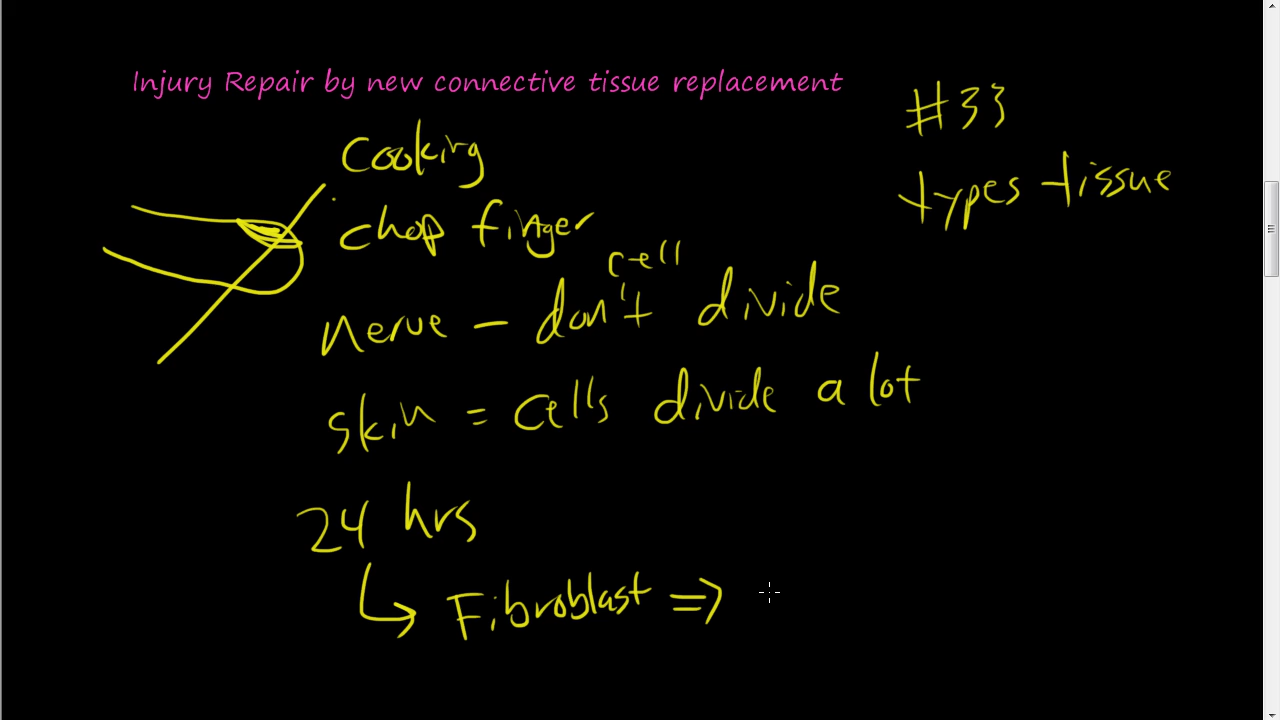 Injury Repair by new connective tissue replacement
#33
types tissue
Cooking
chop finger
cell
nerve - don't divide
skin = cells divide a lot
24 hrs
Fibroblast =>